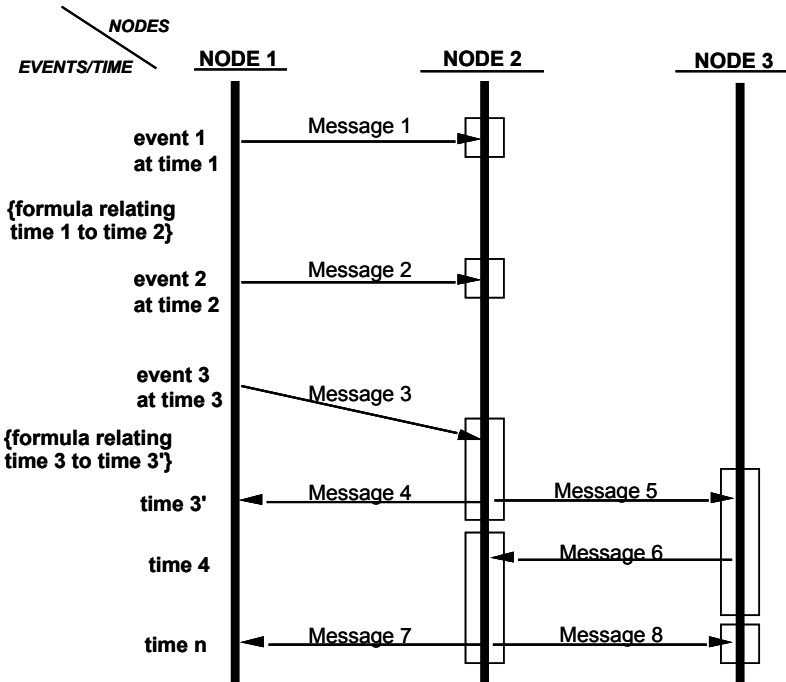 NODES
EVENTS/TIME
NODE 1
NODE 2
NODE 3
event 1
at time 1
Message 1
{formula relating
time 1 to time 2}
event 2
at time 2
Message 2
event 3
at time 3
Message 3
{formula relating
time 3 to time 3'}
time 3'
Message 4
Message 5
time 4
Message 6
time n
Message 7
Message 8